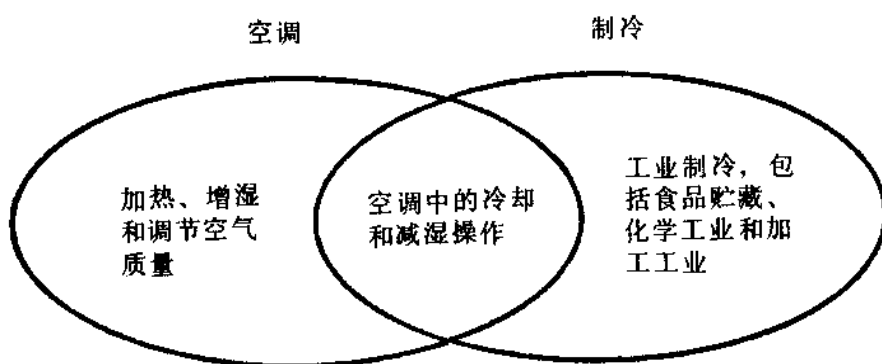 空调
制冷
加热、增湿
和调节空气
质量
空调中的冷却
和减湿操作
工业制冷，包
括食品贮藏、
化学工业和加
工工业